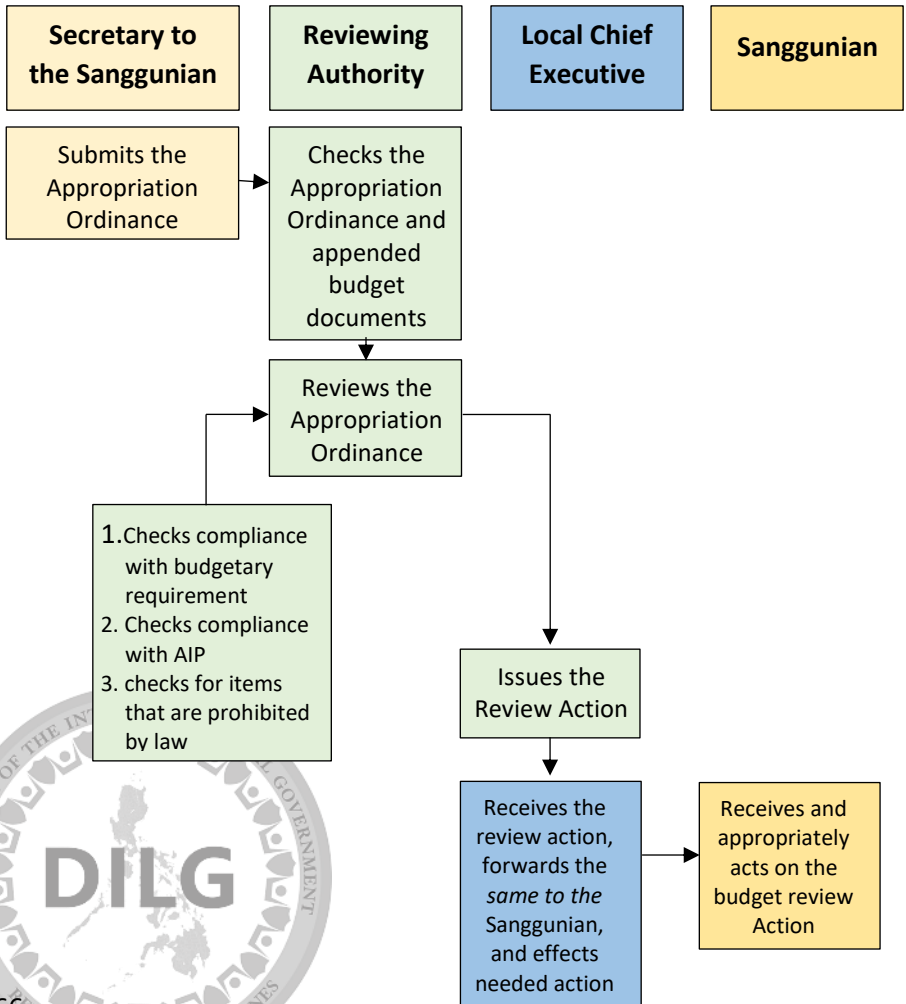 Secretary to
the Sanggunian
Reviewing
Authority
Local Chief
Executive
Sanggunian
Submits the
Appropriation
Ordinance
Checks the
Appropriation
Ordinance and
appended
budget
documents
Reviews the
Appropriation
Ordinance
1.Checks compliance
with budgetary
requirement
2. Checks compliance
with AIP
3. checks for items
that are prohibited
by law
Issues the
Review Action
Receives the
review action,
forwards the
same to the
Sanggunian,
and effects
needed action
Receives and
appropriately
acts on the
budget review
Action
OF THE
GOVERNMENT
DILG